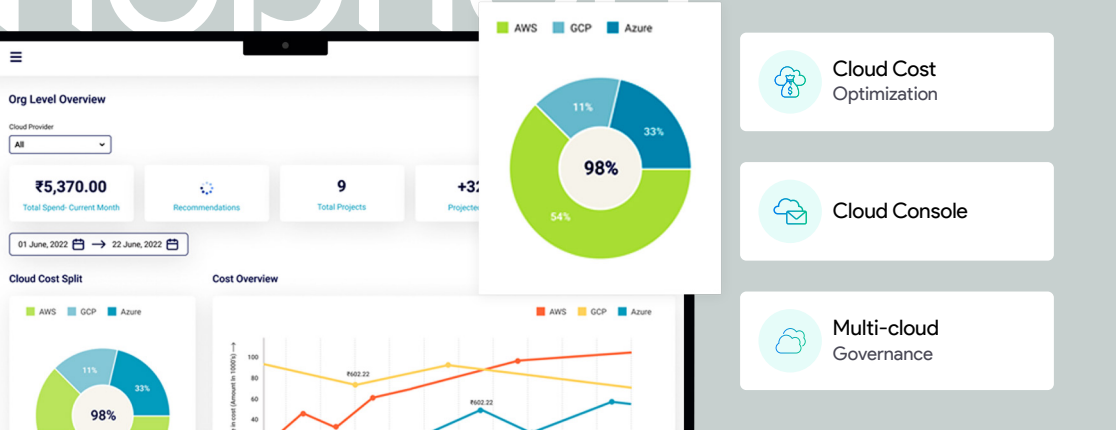 Org Level Overview
Cloud Provider
All
₹5,370.00
Total Spend- Current Month
Recommendations
9
Total Projects
01 June, 2022
22 June, 2022
Cloud Cost Split
Cost Overview
AWS GCP Azure
11%
33%
98%
AWS GCP Azure
100
80
60
40
₹602.22
₹602.22
AWS GCP Azure
11%
33%
98%
54%
Cloud Cost
Optimization
Cloud Console
Multi-cloud
Governance